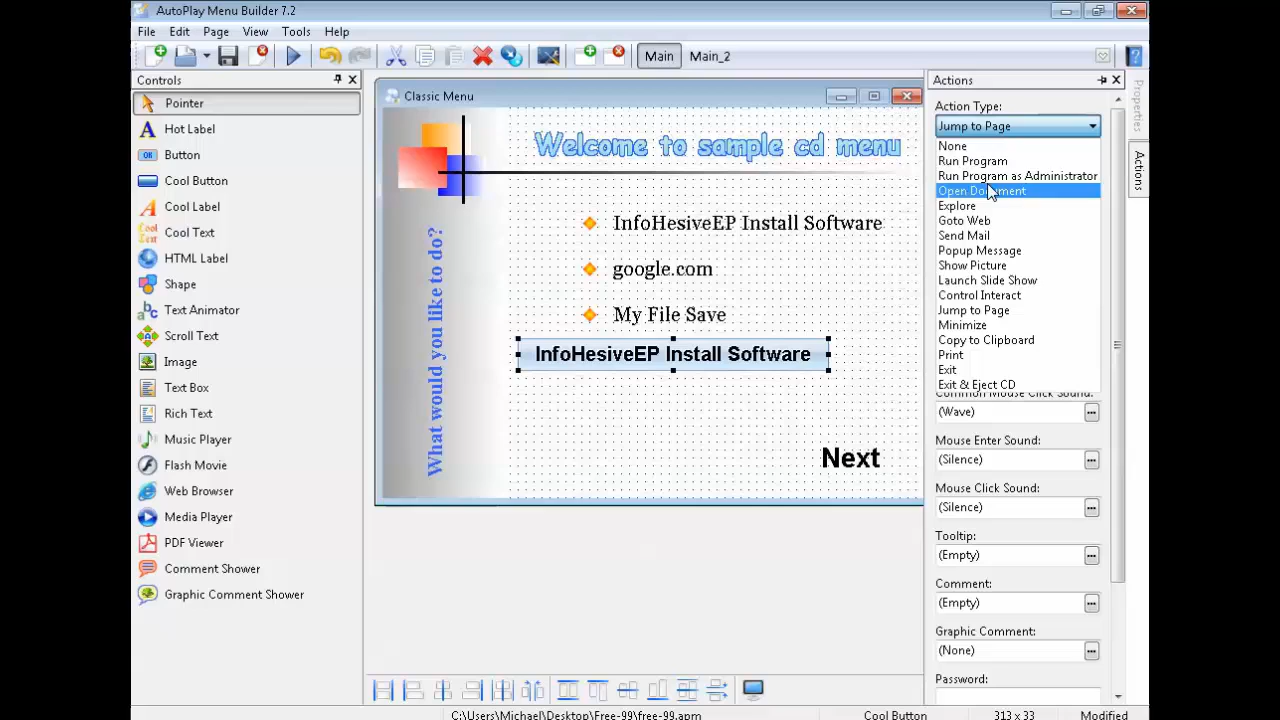 AutoPlay Menu Builder 7.2
File Edit Page View Tools Help
Main Main_2
Controls
Pointer
Hot Label
Button
Cool Button
Cool Label
Cool Text
HTML Label
Shape
Text Animator
Scroll Text
Image
Text Box
Rich Text
Music Player
Flash Movie
Web Browser
Media Player
PDF Viewer
Comment Shower
Graphic Comment Shower
Classic Menu
Welcome to sample cd menu
What would you like to do?
InfoHesiveEP Install Software
google.com
My File Save
InfoHesiveEP Install Software
Next
Actions
Action Type:
Jump to Page
None
Run Program
Run Program as Administrator
Open Document
Explore
Goto Web
Send Mail
Popup Message
Show Picture
Launch Slide Show
Control Interact
Jump to Page
Minimize
Copy to Clipboard
Print
Exit
Exit & Eject CD
Common Mouse Click Sound:
(Wave)
Mouse Enter Sound:
(Silence)
Mouse Click Sound:
(Silence)
Tooltip:
(Empty)
Comment:
(Empty)
Graphic Comment:
(None)
Password:
Properties
Actions
C:\Users\Michael\Desktop\Free-99\free-99.apm Cool Button 313 x 33 Modified